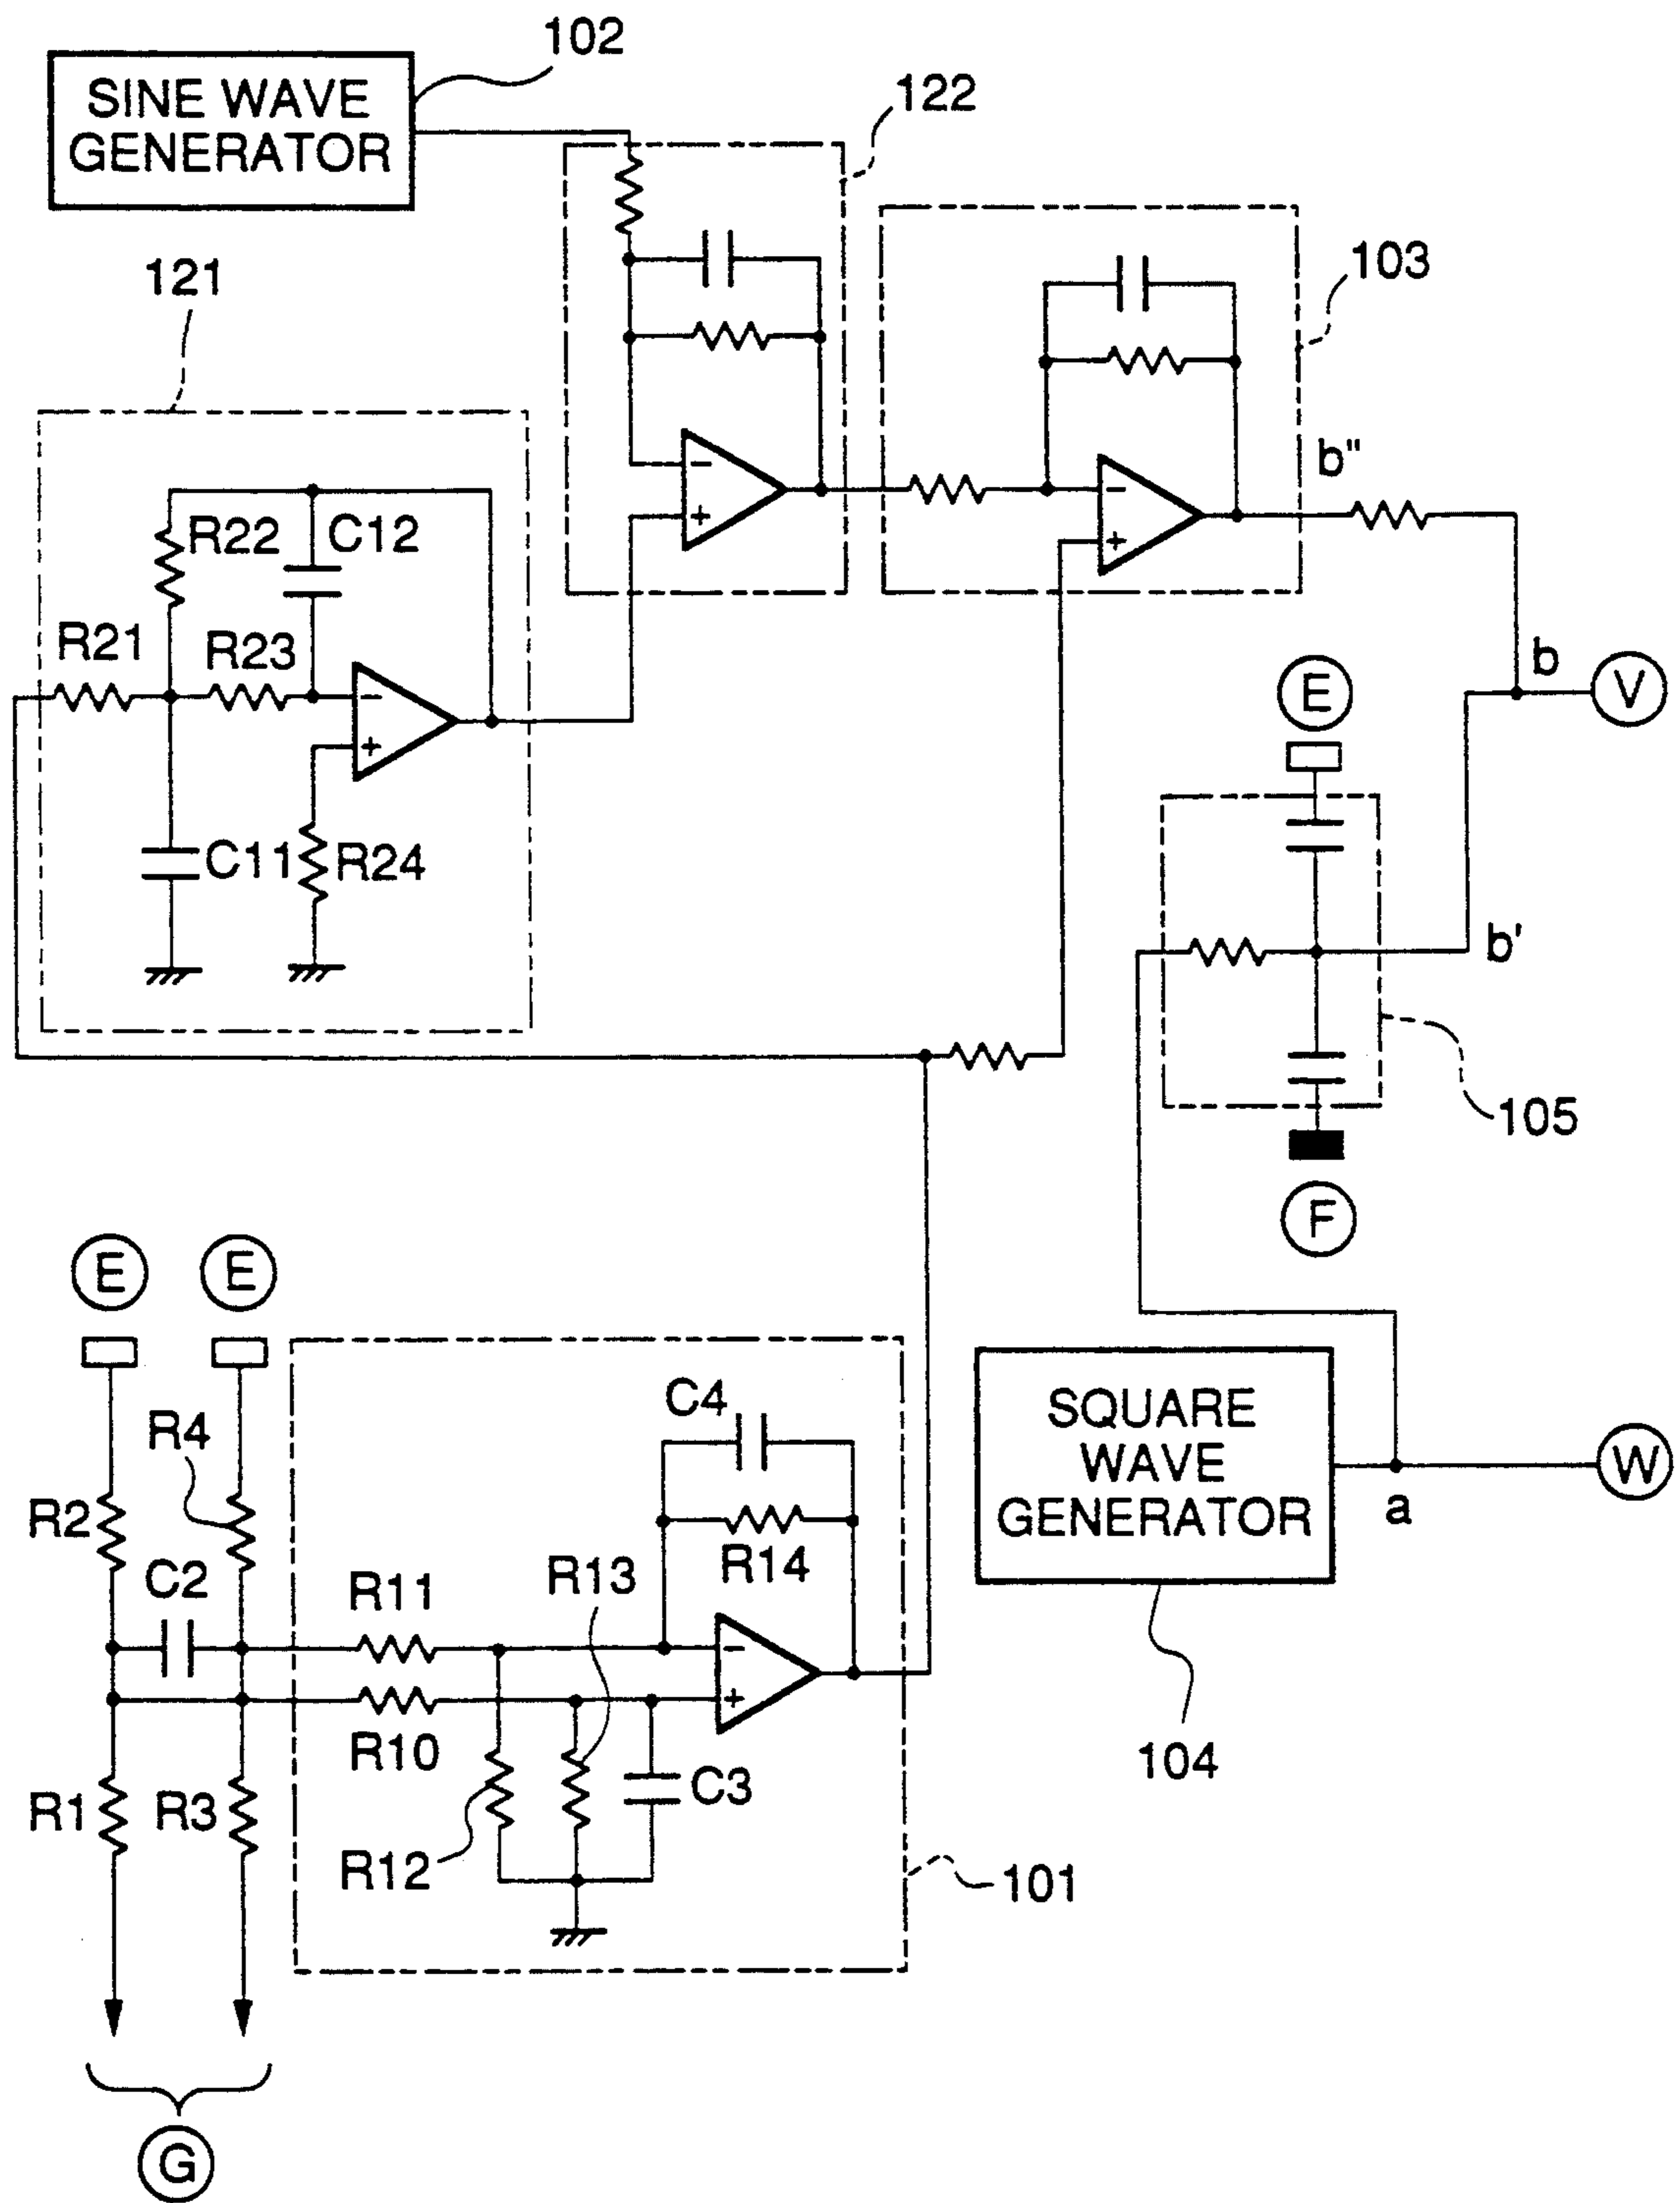 102
SINE WAVE
GENERATOR
122
121
103
b"
R22
C12
R21
R23
b
E
V
C11
R24
b'
105
F
E
E
C4
SQUARE
WAVE
GENERATOR
W
a
R4
R2
R14
C2
R11
R13
R10
104
R1
R3
C3
R12
101
G
- + - + - + - +